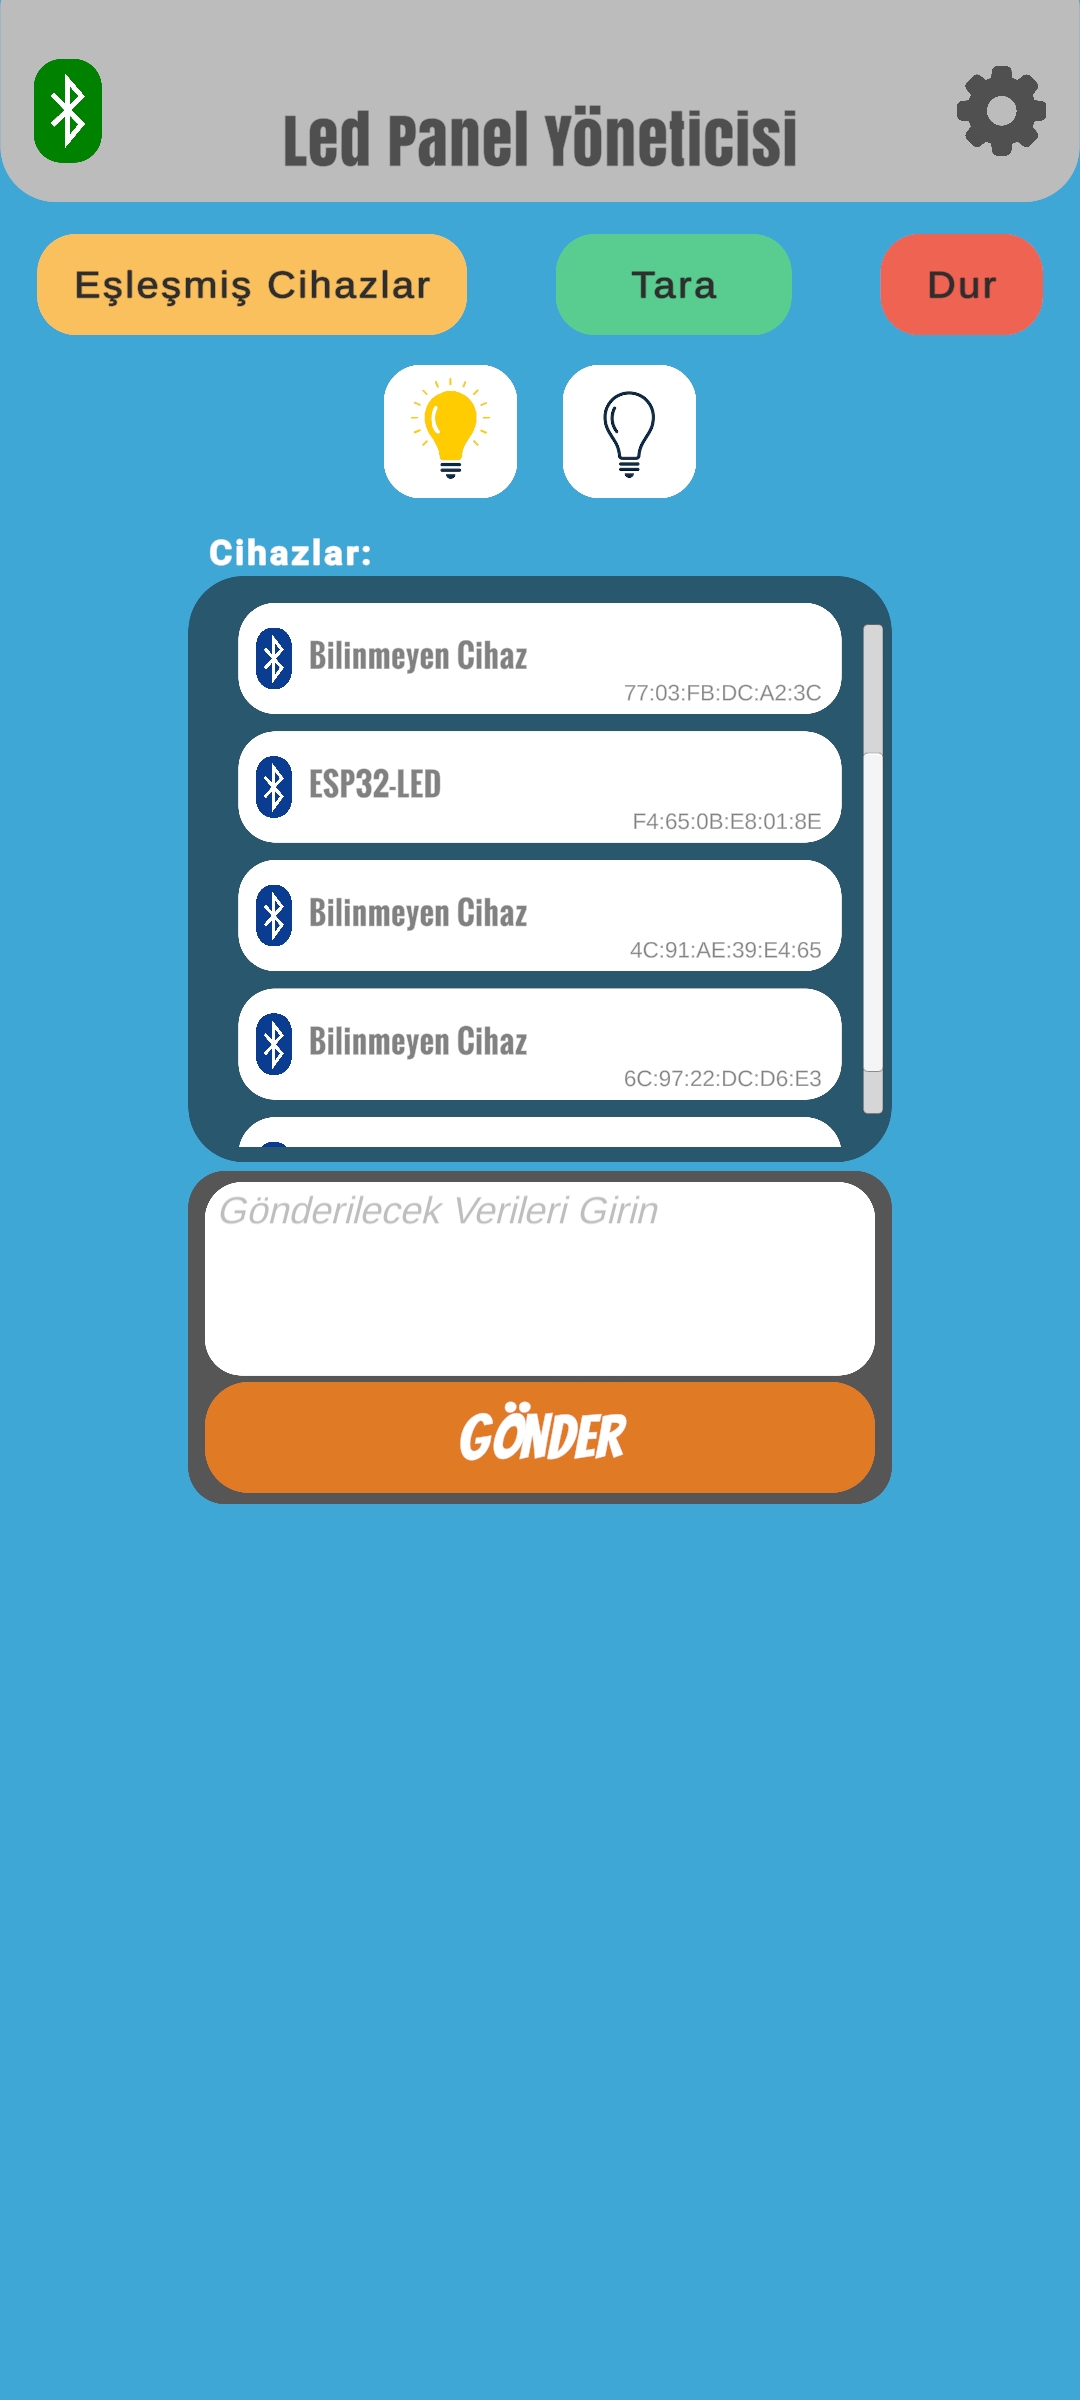 Led Panel Yöneticisi
Eşleşmiş Cihazlar
Tara
Dur
Cihazlar:
Bilinmeyen Cihaz
77:03:FB:DC:A2:3C
ESP32-LED
F4:65:0B:E8:01:8E
Bilinmeyen Cihaz
4C:91:AE:39:E4:65
Bilinmeyen Cihaz
6C:97:22:DC:D6:E3
Gönderilecek Verileri Girin
GÖNDER